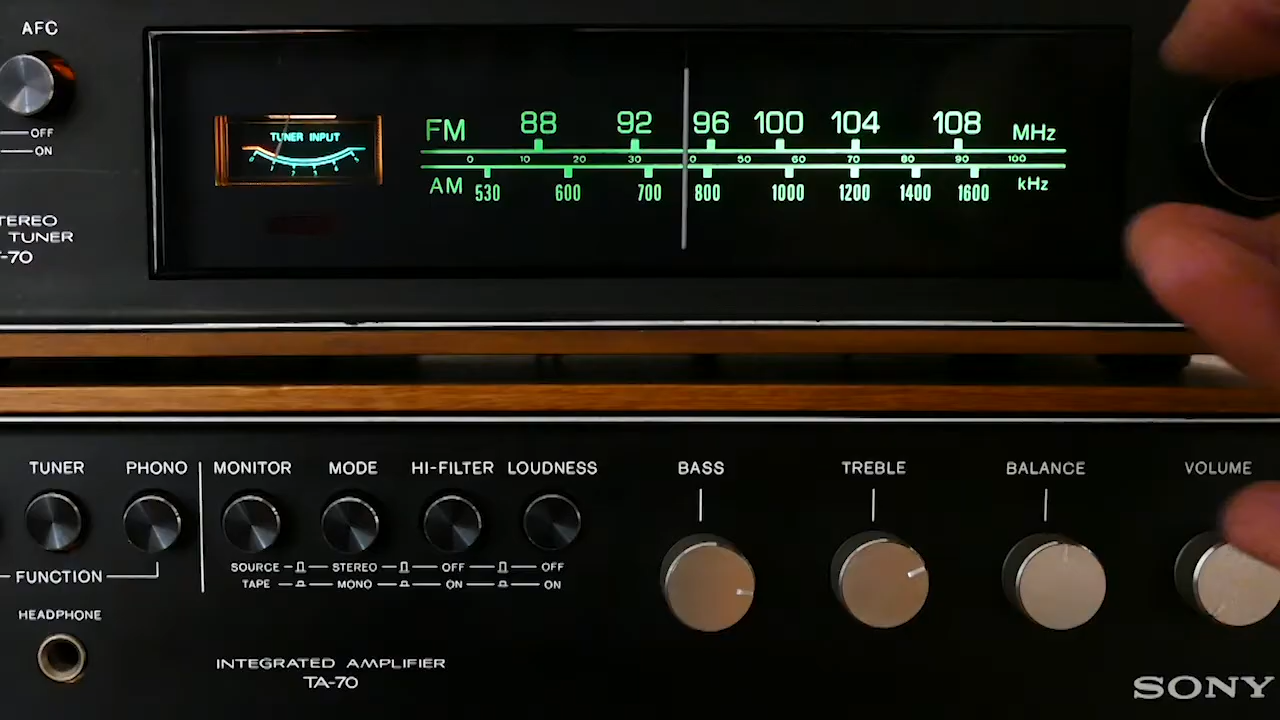 AFC
OFF
ON
TEREO
TUNER
-70
TUNER INPUT
FM 88 92 96 100 104 108 MHz
0 10 20 30 0 50 60 70 80 90 100
AM 530 600 700 800 1000 1200 1400 1600 kHz
TUNER PHONO MONITOR MODE HI-FILTER LOUDNESS BASS TREBLE BALANCE VOLUME
SOURCE STEREO OFF OFF
TAPE MONO ON ON
FUNCTION
HEADPHONE
INTEGRATED AMPLIFIER
TA-70
SONY